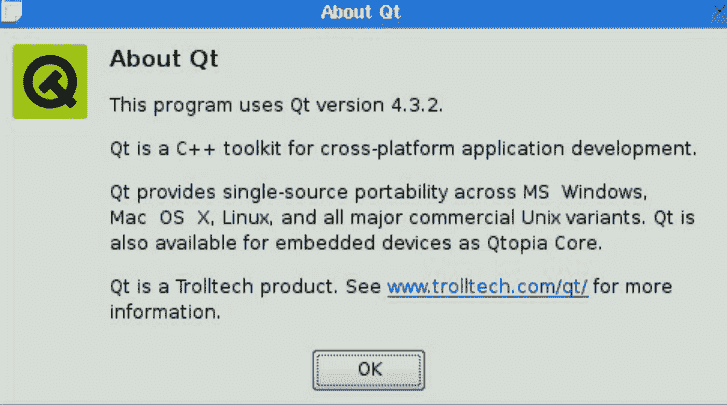 About Qt
About Qt
This program uses Qt version 4.3.2.
Qt is a C++ toolkit for cross-platform application development.
Qt provides single-source portability across MS Windows,
Mac OS X, Linux, and all major commercial Unix variants. Qt is
also available for embedded devices as Qtopia Core.
Qt is a Trolltech product. See www.trolltech.com/qt/ for more
information.
OK